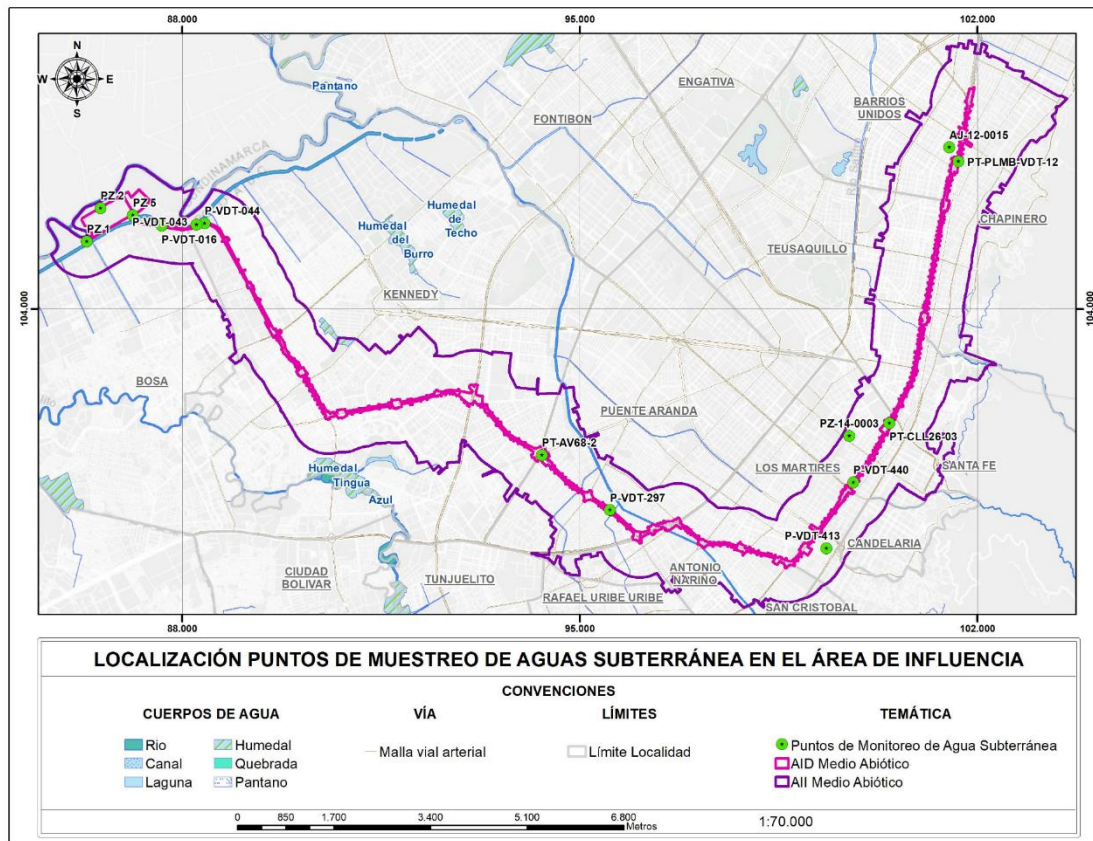 88.000 95.000 102.000
N
W E
S
Pantano
ENGATIVA
BARRIOS
UNIDOS
FONTIBON
AJ-12-0015
PT-PLMB-VDT-12
PZ 2
PZ 5
P-VDT-044
P-VDT-043
PZ 1
P-VDT-016
Humedal
de
Techo
Humedal
del
Burro
CHAPINERO
TEUSAQUILLO
KENNEDY
104.000 104.000
BOSA
PUENTE ARANDA
PZ-14-0003
PT-CLL26-03
PT-AV68-2
LOS MARTIRES
SANTA FE
P-VDT-440
Humedal
Tingua
Azul
P-VDT-297
P-VDT-413
CANDELARIA
CIUDAD
BOLIVAR
TUNJUELITO
ANTONIO
NARIÑO
RAFAEL URIBE URIBE
SAN CRISTOBAL
88.000 95.000 102.000
LOCALIZACIÓN PUNTOS DE MUESTREO DE AGUAS SUBTERRÁNEA EN EL ÁREA DE INFLUENCIA
CONVENCIONES
CUERPOS DE AGUA VÍA LÍMITES TEMÁTICA
Rio Humedal Malla vial arterial Límite Localidad Puntos de Monitoreo de Agua Subterránea
Canal Quebrada AID Medio Abiótico
Laguna Pantano AII Medio Abiótico
0 850 1.700 3.400 5.100 6.800
Metros
1:70.000